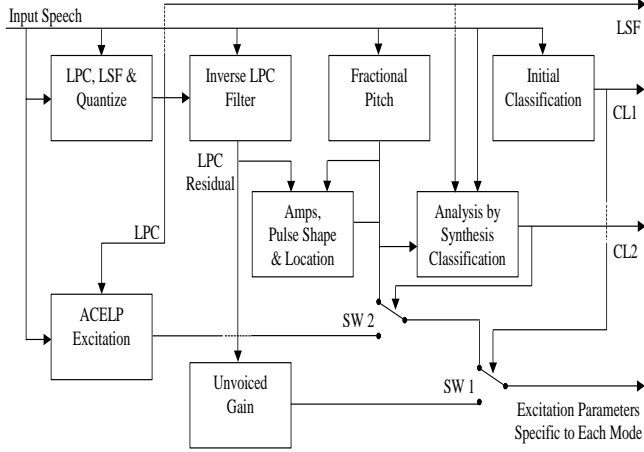 Input Speech
LSF
LPC, LSF &
Quantize
Inverse LPC
Filter
Fractional
Pitch
Initial
Classification
CL1
LPC
Residual
Amps,
Pulse Shape
& Location
Analysis by
Synthesis
Classification
LPC
CL2
ACELP
Excitation
SW 2
Unvoiced
Gain
SW 1
Excitation Parameters
Specific to Each Mode